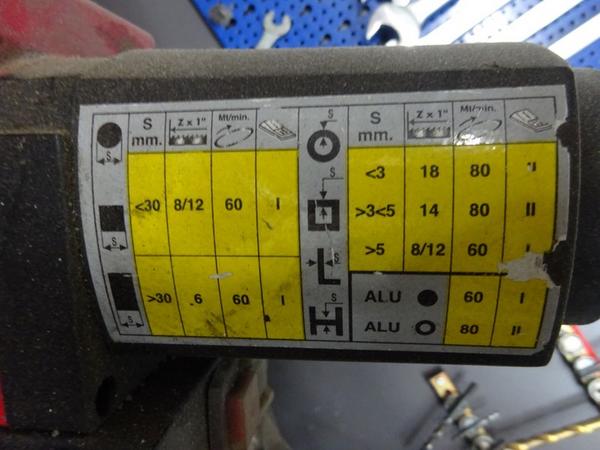 S mm. Z x 1" Mt/min.
<30 8/12 60 I
>30 6 60 I
S S S
S mm. Z x 1" Mt/min.
<3 18 80 II
>3<5 14 80 II
>5 8/12 60
ALU 60 I
ALU 80 II
S S S S